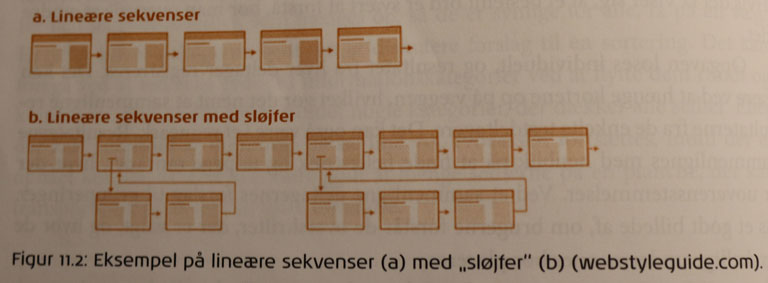 a. Lineære sekvenser
b. Lineære sekvenser med sløjfer
Figur 11.2: Eksempel på lineære sekvenser (a) med „sløjfer“ (b) (webstyleguide.com).